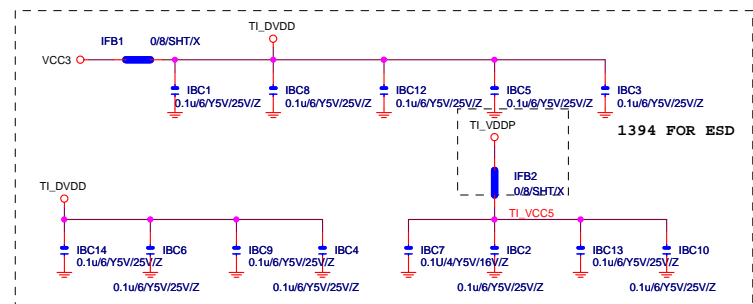 TI_DVDD
IFB1 0/8/SHT/X
VCC3
IBC1 IBC8 IBC12 IBC5 IBC3
0.1u/6/Y5V/25V/Z 0.1u/6/Y5V/25V/Z 0.1u/6/Y5V/25V/Z 0.1u/6/Y5V/25V/Z 0.1u/6/Y5V/25V/Z
TI_VDDP
1394 FOR ESD
IFB2
TI_DVDD
0/8/SHT/X
TI_VCC5
IBC14 IBC6 IBC9 IBC4 IBC7 IBC2 IBC13 IBC10
0.1u/6/Y5V/25V/Z 0.1u/6/Y5V/25V/Z 0.1U/4/Y5V/16V/Z 0.1u/6/Y5V/25V/Z
0.1u/6/Y5V/25V/Z 0.1u/6/Y5V/25V/Z 0.1u/6/Y5V/25V/Z 0.1u/6/Y5V/25V/Z